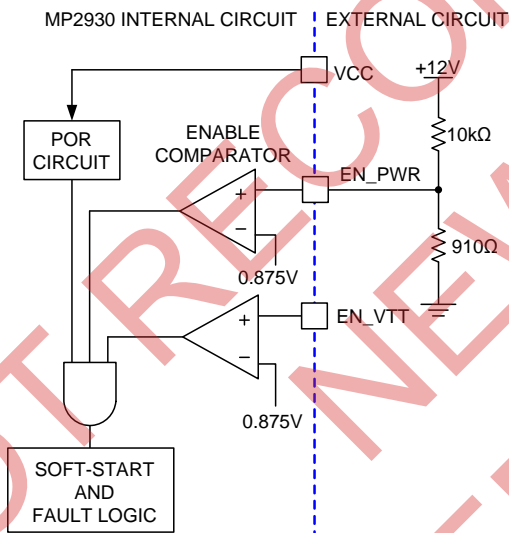 MP2930 INTERNAL CIRCUIT
EXTERNAL CIRCUIT
VCC
+12V
10kΩ
POR
CIRCUIT
ENABLE
COMPARATOR
EN_PWR
+
−
0.875V
910Ω
EN_VTT
+
−
0.875V
SOFT-START
AND
FAULT LOGIC